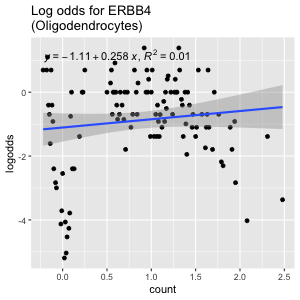 Log odds for ERBB4
(Oligodendrocytes)
y = −1.11 + 0.258 x, R² = 0.01
0
-2
-4
logodds
0.0 0.5 1.0 1.5 2.0 2.5
count